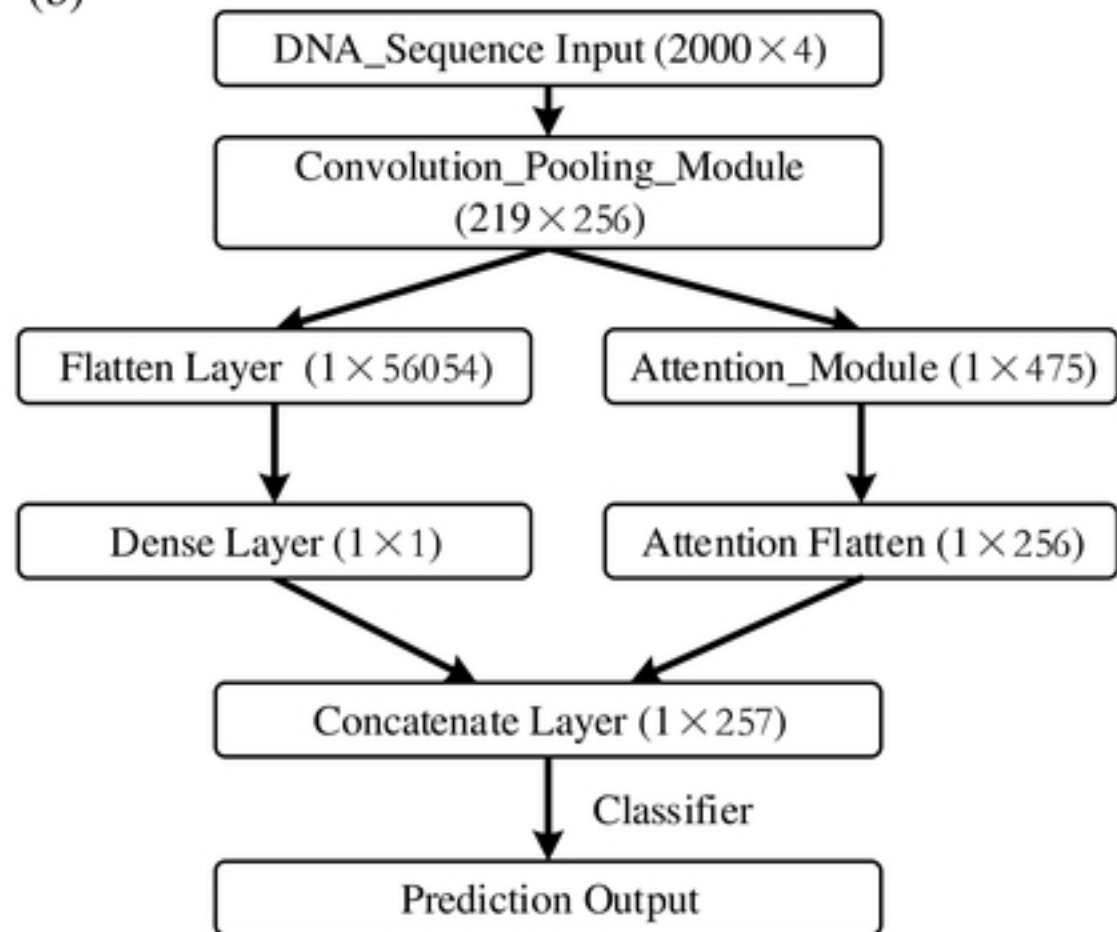 (b)
DNA_Sequence Input (2000×4)
Convolution_Pooling_Module
(219×256)
Flatten Layer (1×56054)
Attention_Module (1×475)
Dense Layer (1×1)
Attention Flatten (1×256)
Concatenate Layer (1×257)
Classifier
Prediction Output